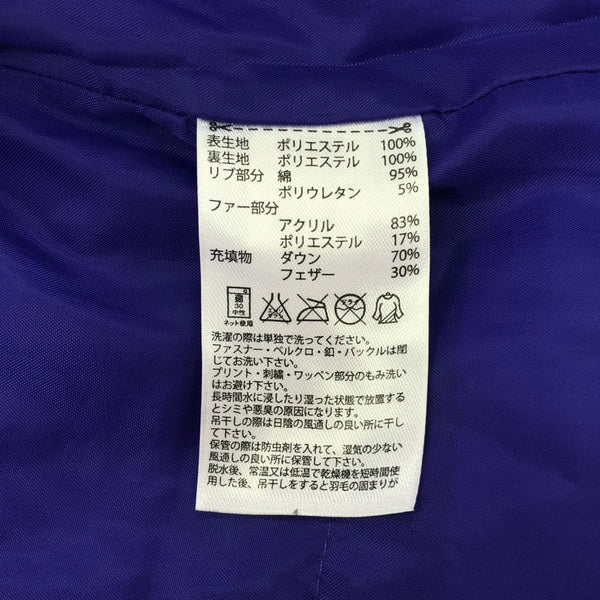 表生地 ポリエステル 100%
裏生地 ポリエステル 100%
リブ部分 綿 95%
ポリウレタン 5%
ファー部分
アクリル 83%
ポリエステル 17%
充填物 ダウン 70%
フェザー 30%
30
中性
ネット使用
洗濯の際は単独で洗ってください。
ファスナー・ベルクロ・釦・バックルは閉
じてお洗い下さい。
プリント・刺繍・ワッペン部分のもみ洗い
はお避け下さい。
長時間水に浸したり湿った状態で放置する
とシミや悪臭の原因になります。
吊干しの際は日陰の風通しの良い所に干し
て下さい。
保管の際は防虫剤を入れて、湿気の少ない
風通しの良い所に保管して下さい。
脱水後、常温又は低温で乾燥機を短時間使
用した後、吊干しをすると羽毛の固まりが